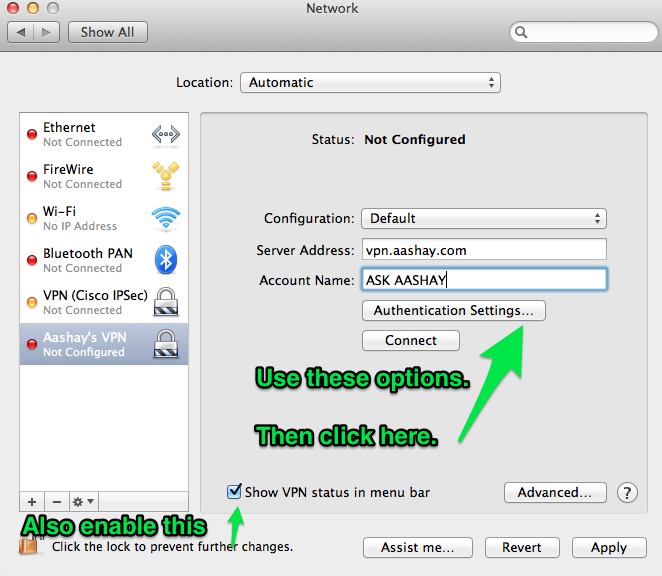 Network
Show All
Location: Automatic
Ethernet
Not Connected
FireWire
Not Connected
Wi-Fi
No IP Address
Bluetooth PAN
Not Connected
VPN (Cisco IPSec)
Not Connected
Aashay's VPN
Not Configured
Status: Not Configured
Configuration: Default
Server Address: vpn.aashay.com
Account Name: ASK AASHAY
Authentication Settings...
Connect
Use these options.
Then click here.
Show VPN status in menu bar
Advanced...
?
Also enable this
Click the lock to prevent further changes.
Assist me...
Revert
Apply